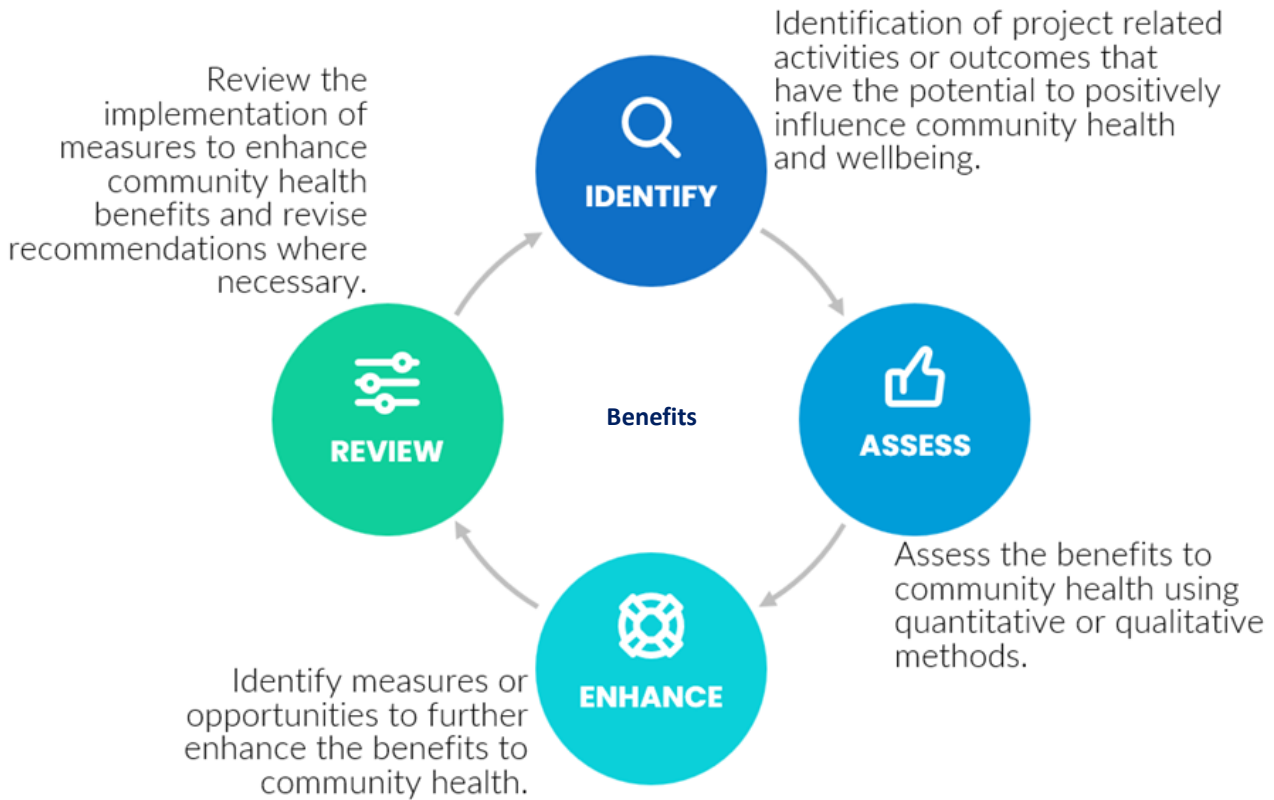 IDENTIFY
Identification of project related
activities or outcomes that
have the potential to positively
influence community health
and wellbeing.
ASSESS
Assess the benefits to
community health using
quantitative or qualitative
methods.
ENHANCE
Identify measures or
opportunities to further
enhance the benefits to
community health.
REVIEW
Review the
implementation of
measures to enhance
community health
benefits and revise
recommendations where
necessary.
Benefits